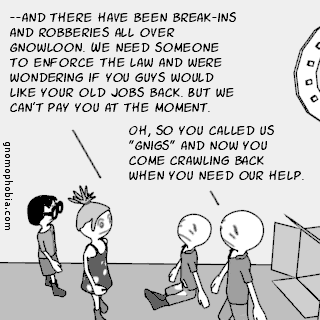 --AND THERE HAVE BEEN BREAK-INS
AND ROBBERIES ALL OVER
GNOWLOON. WE NEED SOMEONE
TO ENFORCE THE LAW AND WERE
WONDERING IF YOU GUYS WOULD
LIKE YOUR OLD JOBS BACK. BUT WE
CAN'T PAY YOU AT THE MOMENT.
OH, SO YOU CALLED US
"GNIGS" AND NOW YOU
COME CRAWLING BACK
WHEN YOU NEED OUR HELP.
gnomophobia.com